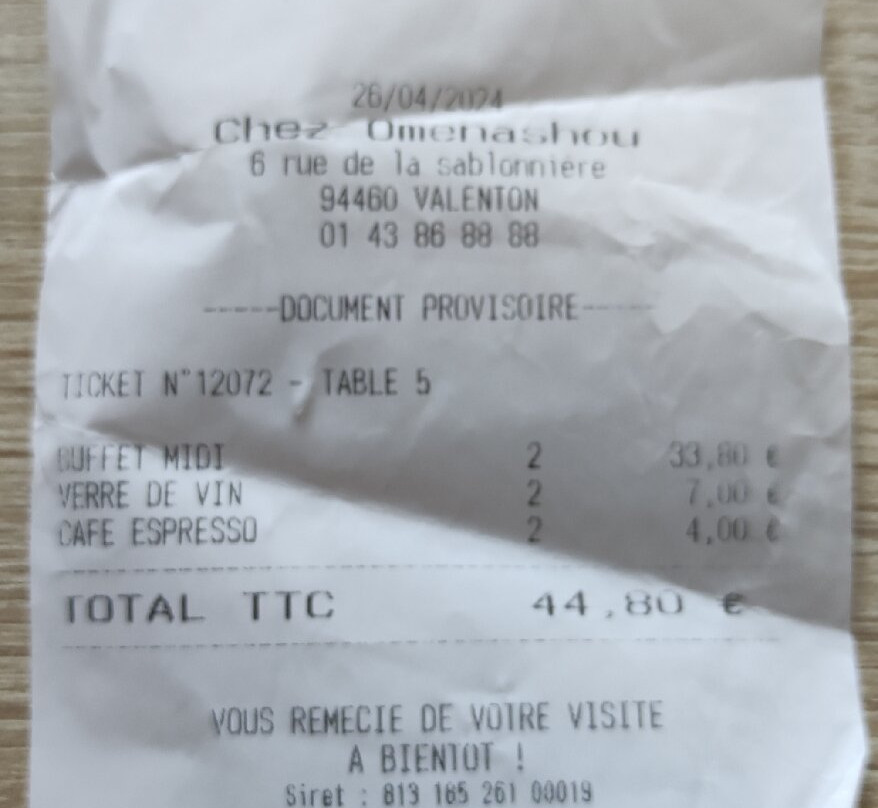 26/04/2024
Chez Omenashou
6 rue de la sablonniere
94460 VALENTON
01 43 86 88 88
-----DOCUMENT PROVISOIRE-----
TICKET N°12072 - TABLE 5
BUFFET MIDI 2 33,80 €
VERRE DE VIN 2 7,00 €
CAFE ESPRESSO 2 4,00 €
TOTAL TTC 44,80 €
VOUS REMECIE DE VOTRE VISITE
A BIENTOT !
Siret : 813 185 261 00019